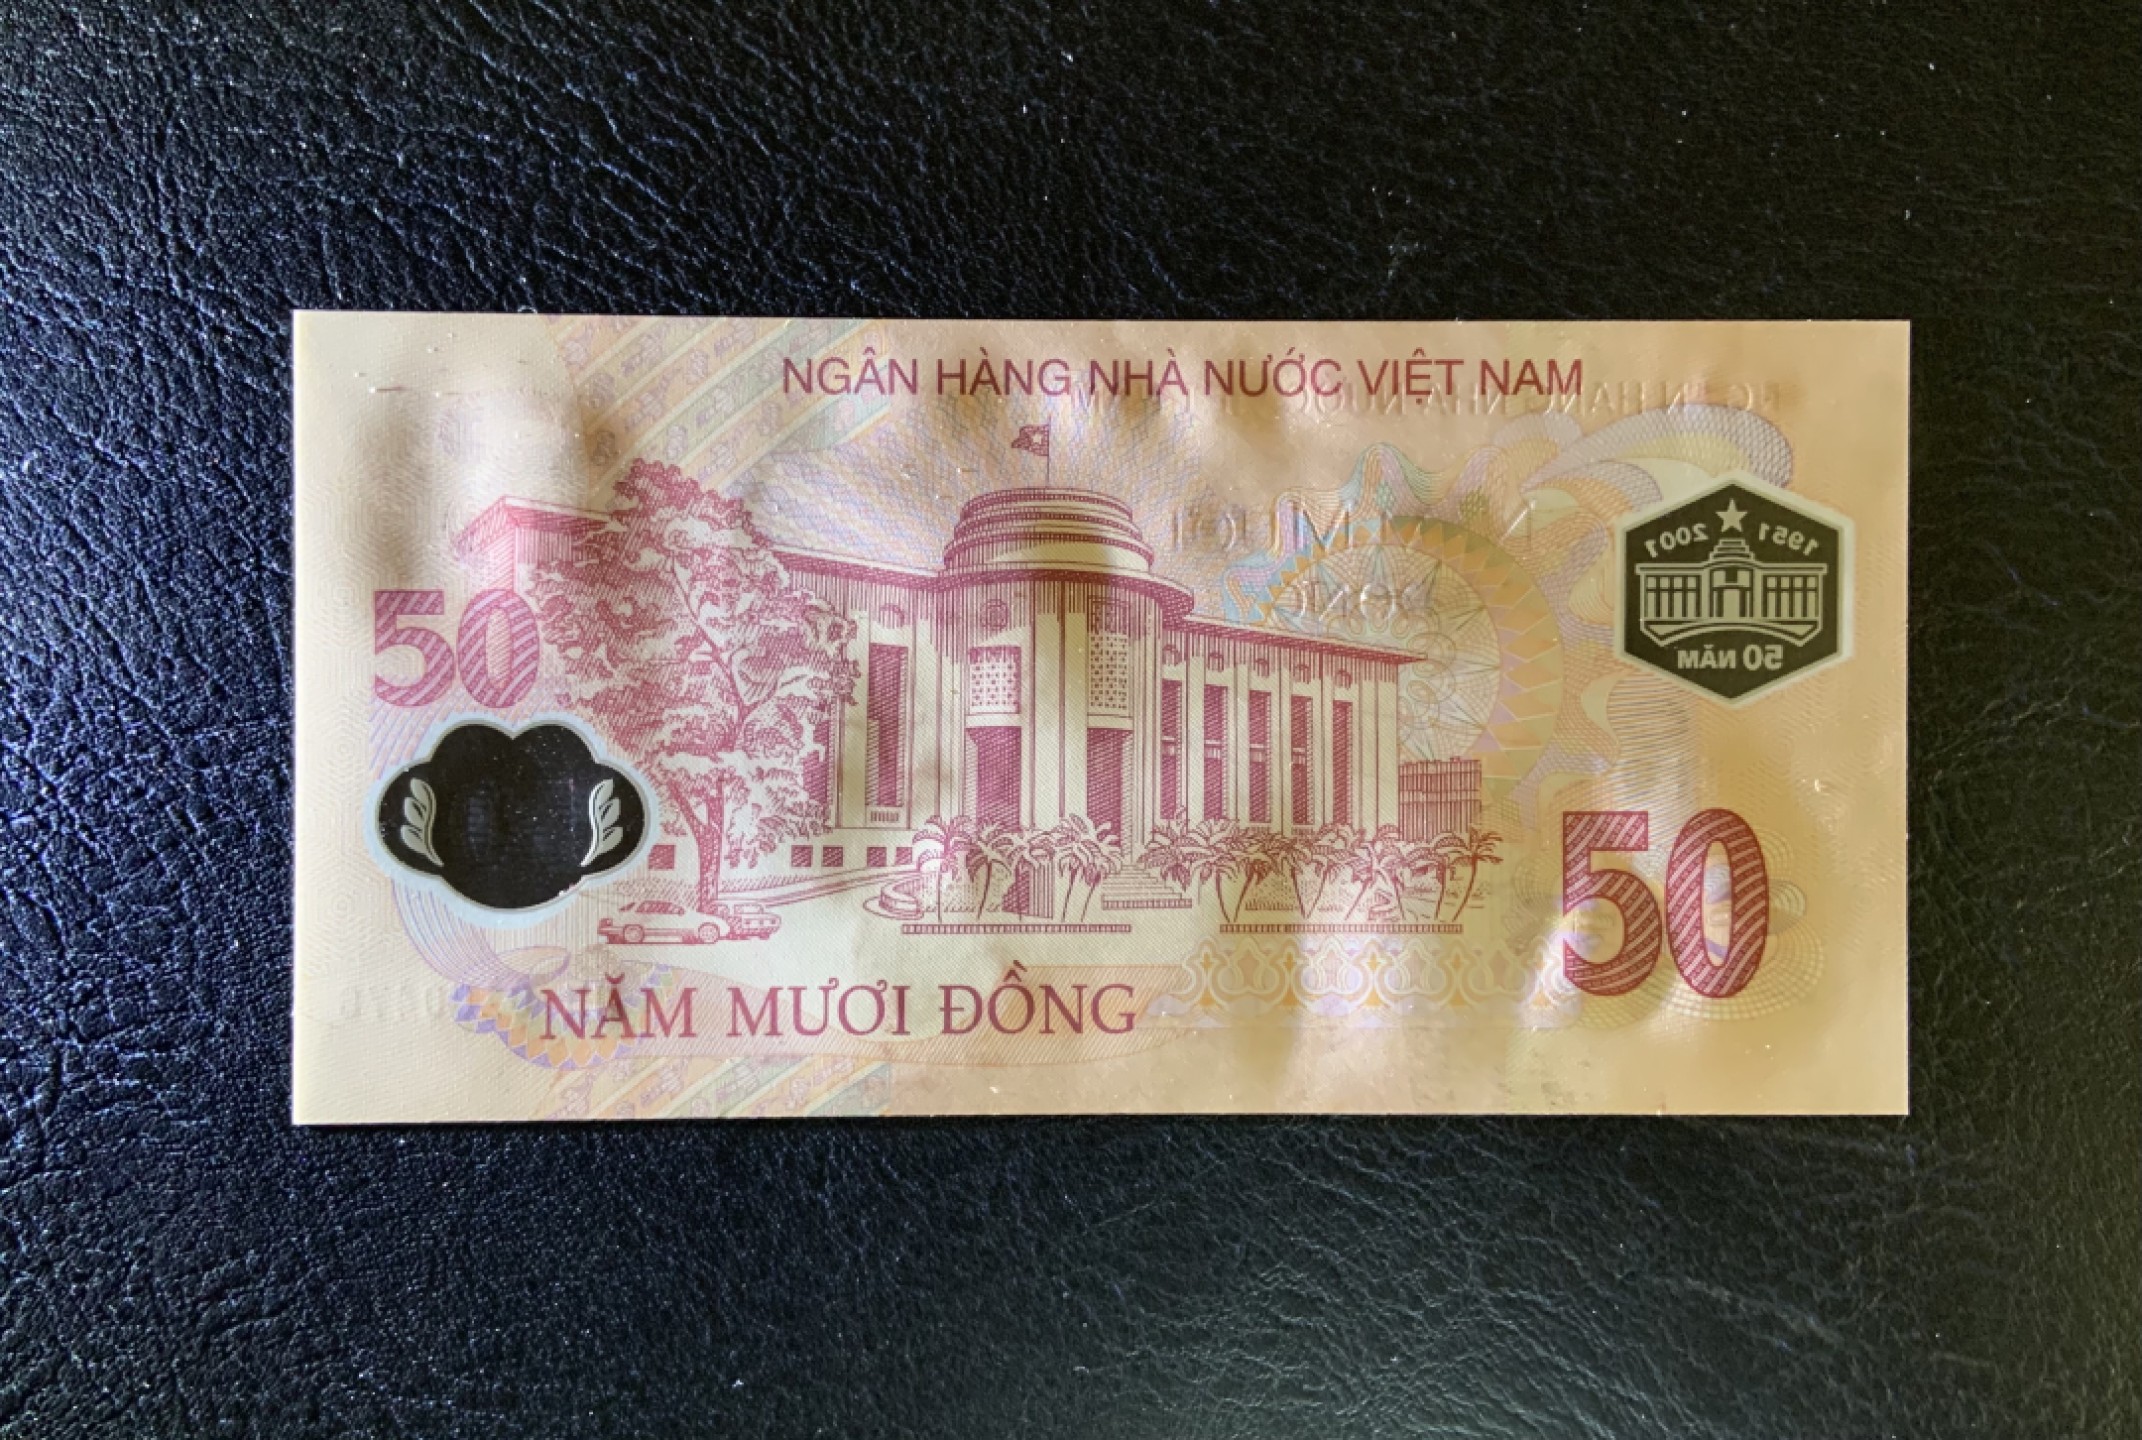 NGÂN HÀNG NHÀ NƯỚC VIỆT NAM
1951 2001
50 NĂM
50
50
NĂM MƯƠI ĐỒNG